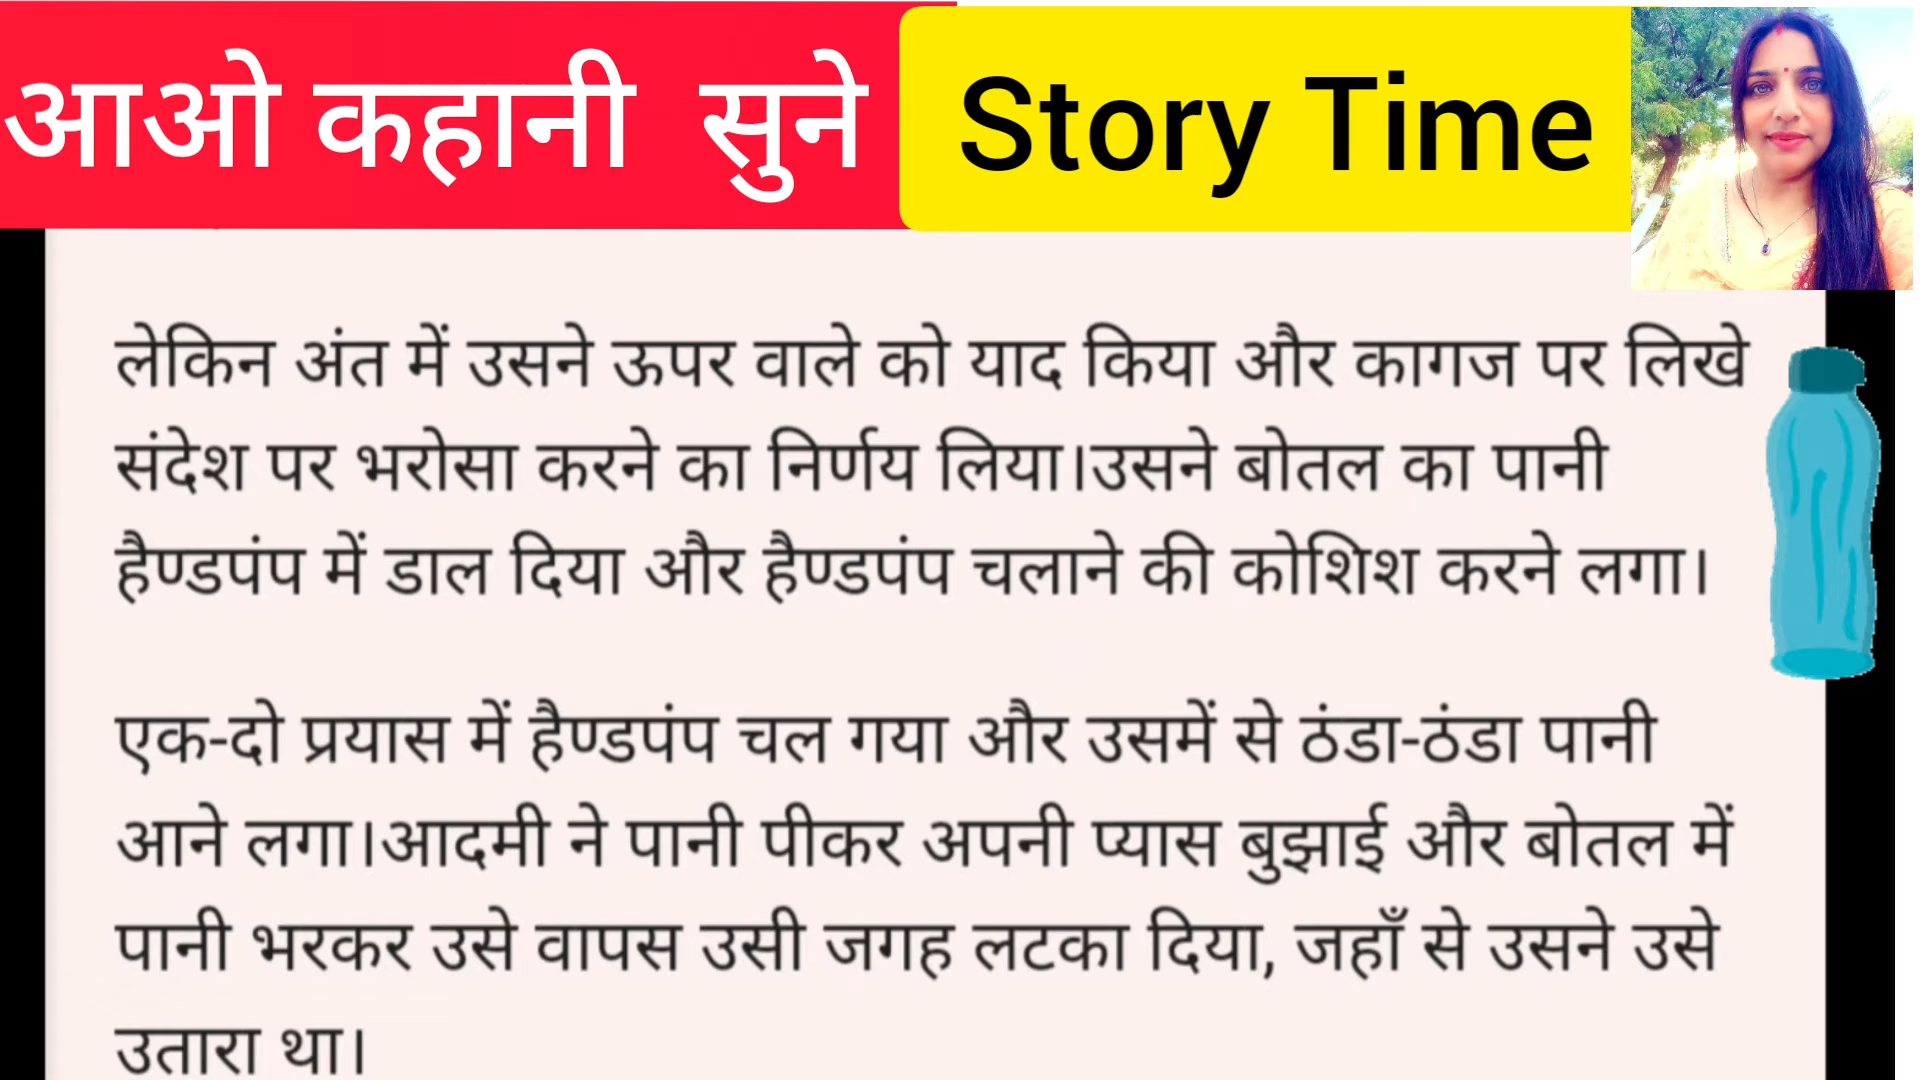 आओ कहानी सुने
Story Time
लेकिन अंत में उसने ऊपर वाले को याद किया और कागज पर लिखे
संदेश पर भरोसा करने का निर्णय लिया।उसने बोतल का पानी
हैण्डपंप में डाल दिया और हैण्डपंप चलाने की कोशिश करने लगा।
एक-दो प्रयास में हैण्डपंप चल गया और उसमें से ठंडा-ठंडा पानी
आने लगा।आदमी ने पानी पीकर अपनी प्यास बुझाई और बोतल में
पानी भरकर उसे वापस उसी जगह लटका दिया, जहाँ से उसने उसे
उतारा था।